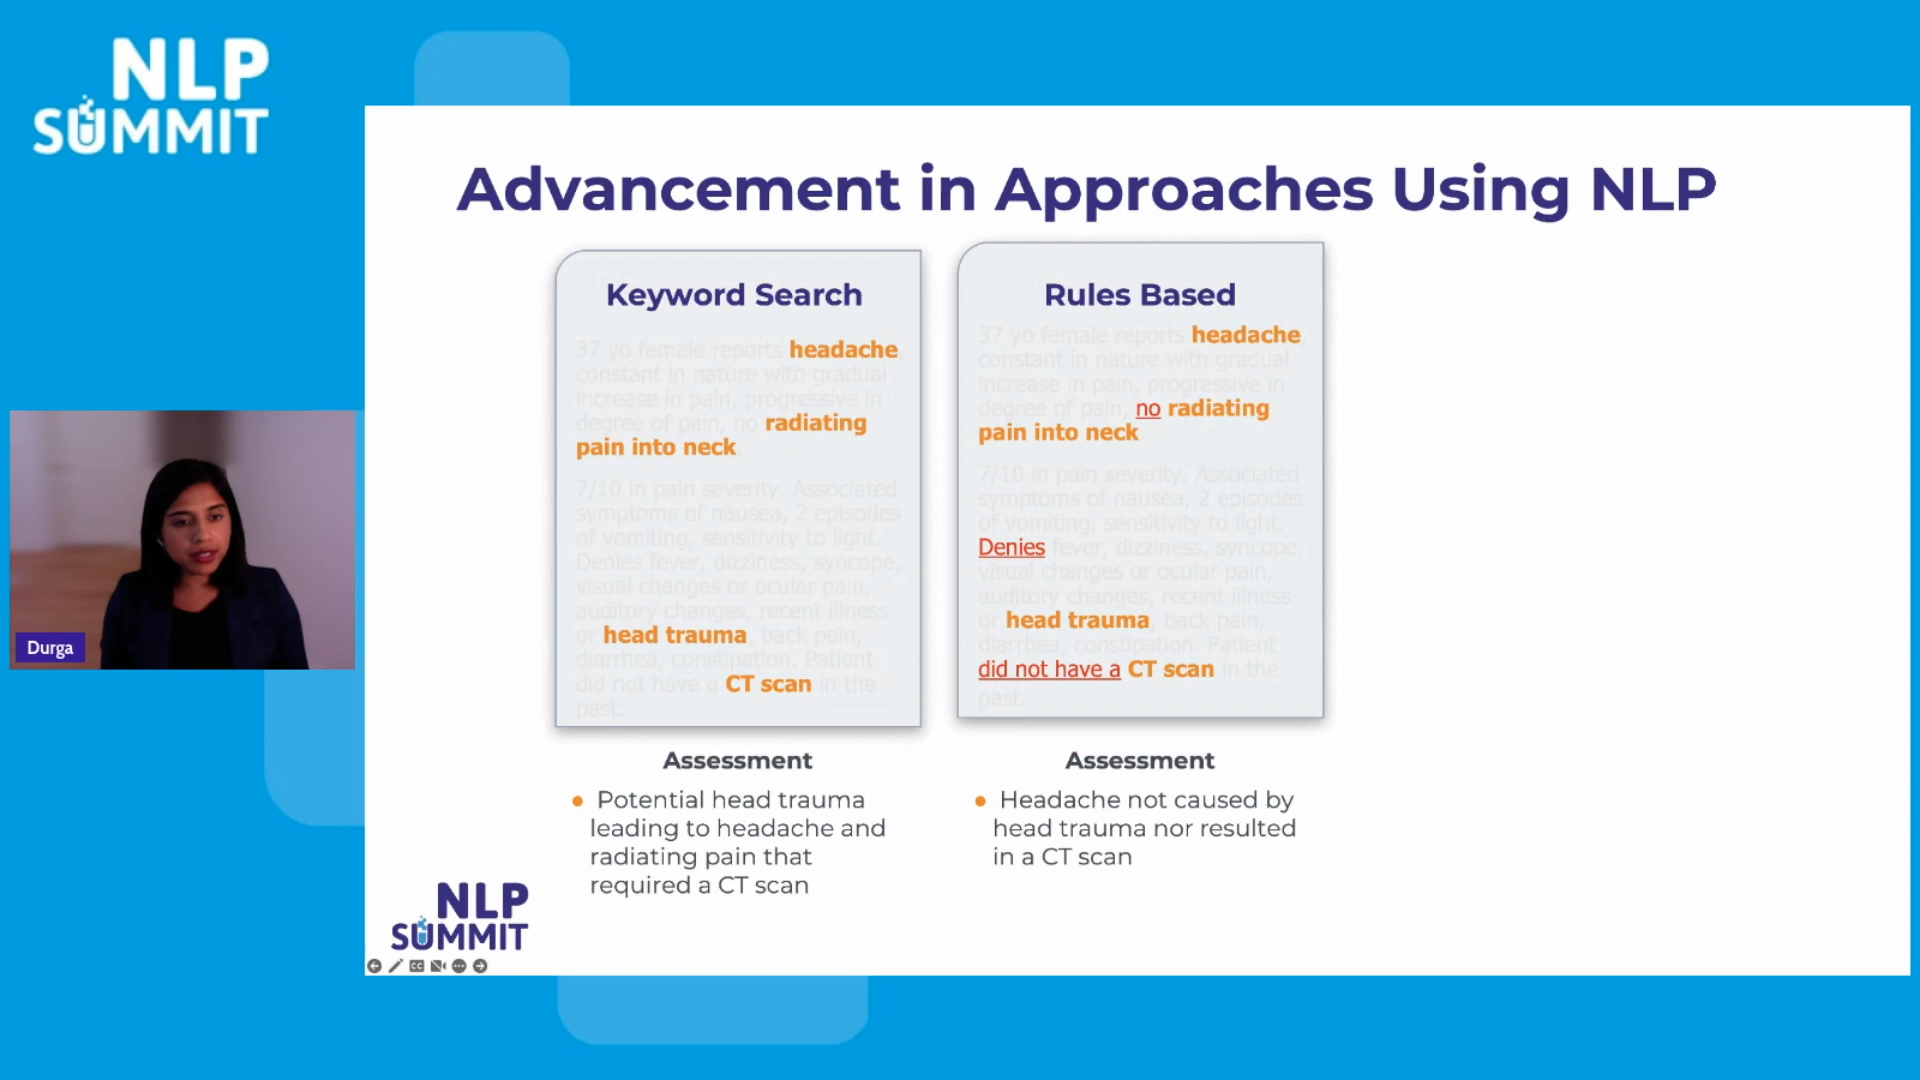 NLP
SUMMIT
Advancement in Approaches Using NLP
Keyword Search
37 yo female reports headache,
constant in nature with gradual
increase in pain, progressive in
degree of pain, no radiating
pain into neck
7/10 in pain severity. Associated
symptoms of nausea, 2 episodes
of vomiting, sensitivity to light.
Denies fever, dizziness, syncope,
visual changes or ocular pain,
auditory changes, recent illness
or head trauma, back pain,
diarrhea, constipation. Patient
did not have a CT scan in the
past.
Assessment
• Potential head trauma
leading to headache and
radiating pain that
required a CT scan
Rules Based
37 yo female reports headache,
constant in nature with gradual
increase in pain, progressive in
degree of pain, no radiating
pain into neck.
7/10 in pain severity. Associated
symptoms of nausea, 2 episodes
of vomiting, sensitivity to light.
Denies fever, dizziness, syncope,
visual changes or ocular pain,
auditory changes, recent illness
or head trauma, back pain,
diarrhea, constipation. Patient
did not have a CT scan in the
past.
Assessment
• Headache not caused by
head trauma nor resulted
in a CT scan
Durga
NLP
SUMMIT
CC